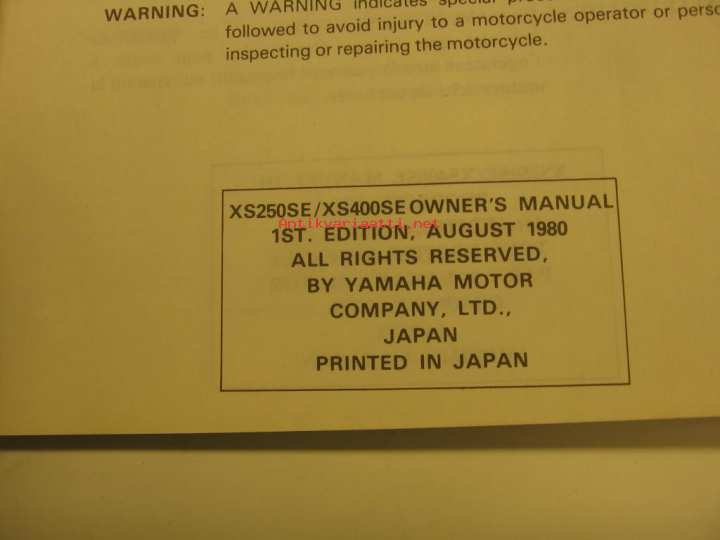 WARNING: A WARNING indicates special
followed to avoid injury to a motorcycle operator or
inspecting or repairing the motorcycle.
XS250SE/XS400SE OWNER'S MANUAL
Antikvariaatti.net
1ST. EDITION, AUGUST 1980
ALL RIGHTS RESERVED,
BY YAMAHA MOTOR
COMPANY, LTD.,
JAPAN
PRINTED IN JAPAN